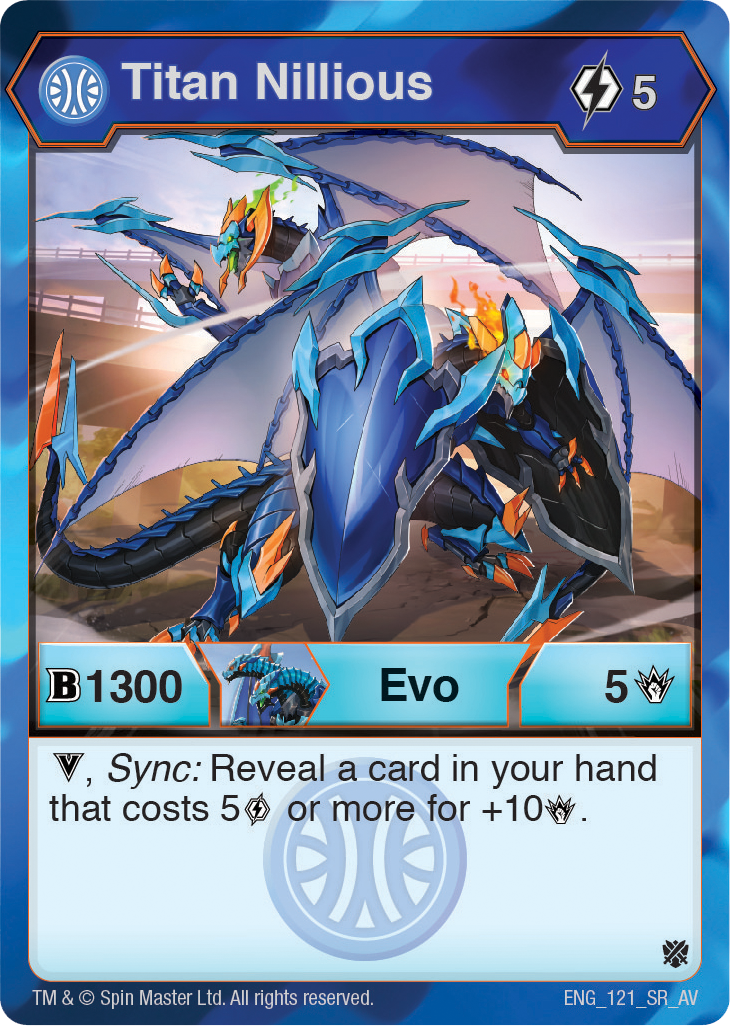 Titan Nillious
5
B 1300
Evo
5
, Sync: Reveal a card in your hand
that costs 5 or more for +10.
TM & © Spin Master Ltd. All rights reserved.
ENG_121_SR_AV